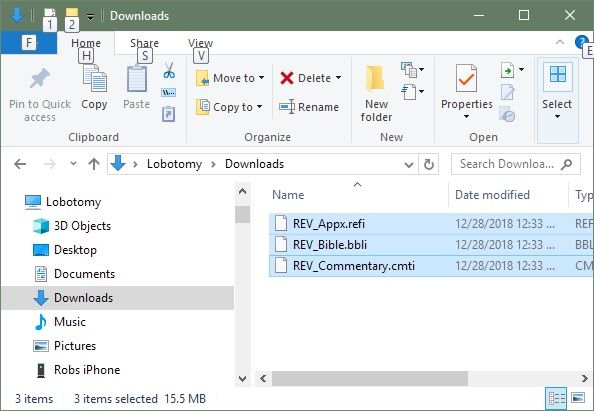 Downloads
1 2
F Home Share View E
H S V
Pin to Quick access
Copy
Paste
Clipboard
Move to
Copy to
Delete
Rename
Organize
New folder
New
Properties
Open
Select
Lobotomy > Downloads
Search Downloa...
Name Date modified Ty
REV_Appx.refi 12/28/2018 12:33 ... REF
REV_Bible.bbli 12/28/2018 12:33 ... BBL
REV_Commentary.cmti 12/28/2018 12:33 ... CM
Lobotomy
3D Objects
Desktop
Documents
Downloads
Music
Pictures
Robs iPhone
3 items 3 items selected 15.5 MB